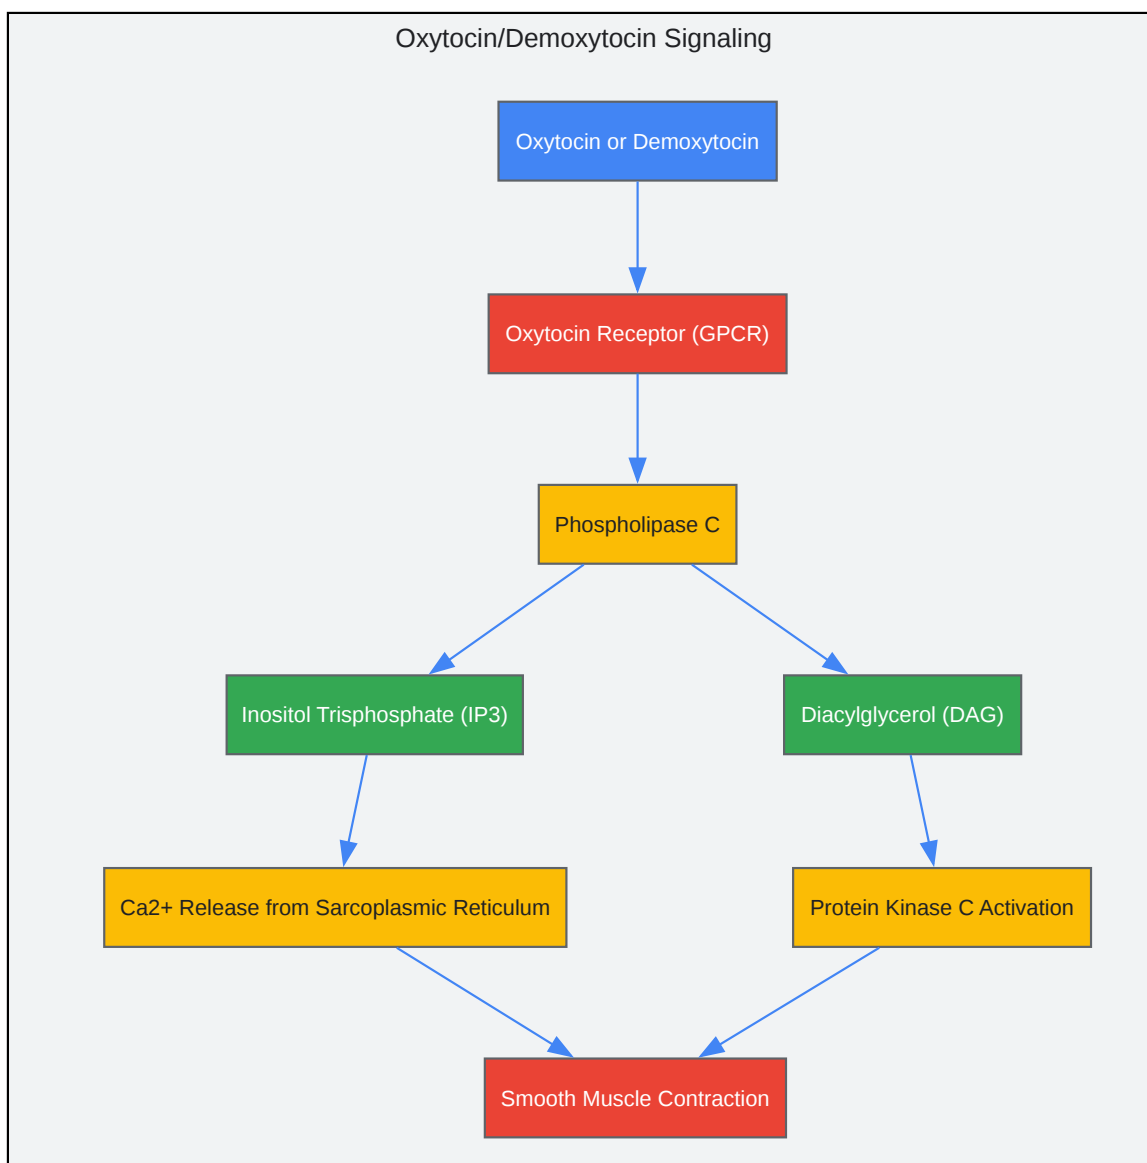 Oxytocin/Demoxytocin Signaling
Oxytocin or Demoxytocin
Oxytocin Receptor (GPCR)
Phospholipase C
Inositol Trisphosphate (IP3)
Diacylglycerol (DAG)
Ca2+ Release from Sarcoplasmic Reticulum
Protein Kinase C Activation
Smooth Muscle Contraction